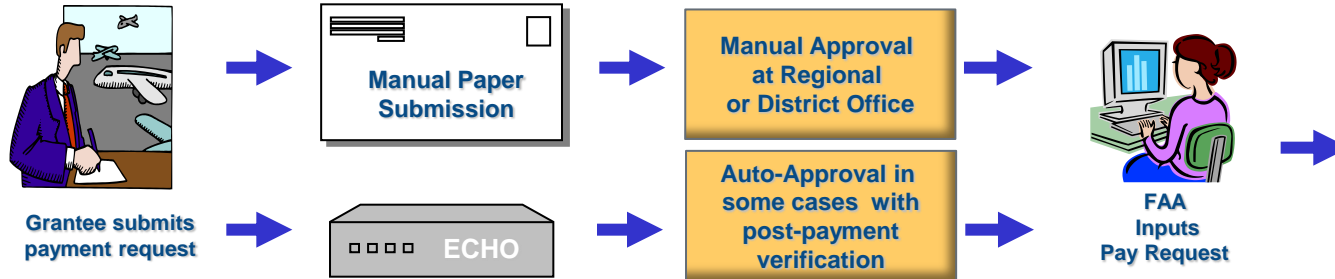 Manual Paper
Submission
Manual Approval
at Regional
or District Office
Grantee submits
payment request
ECHO
Auto-Approval in
some cases with
post-payment
verification
FAA
Inputs
Pay Request